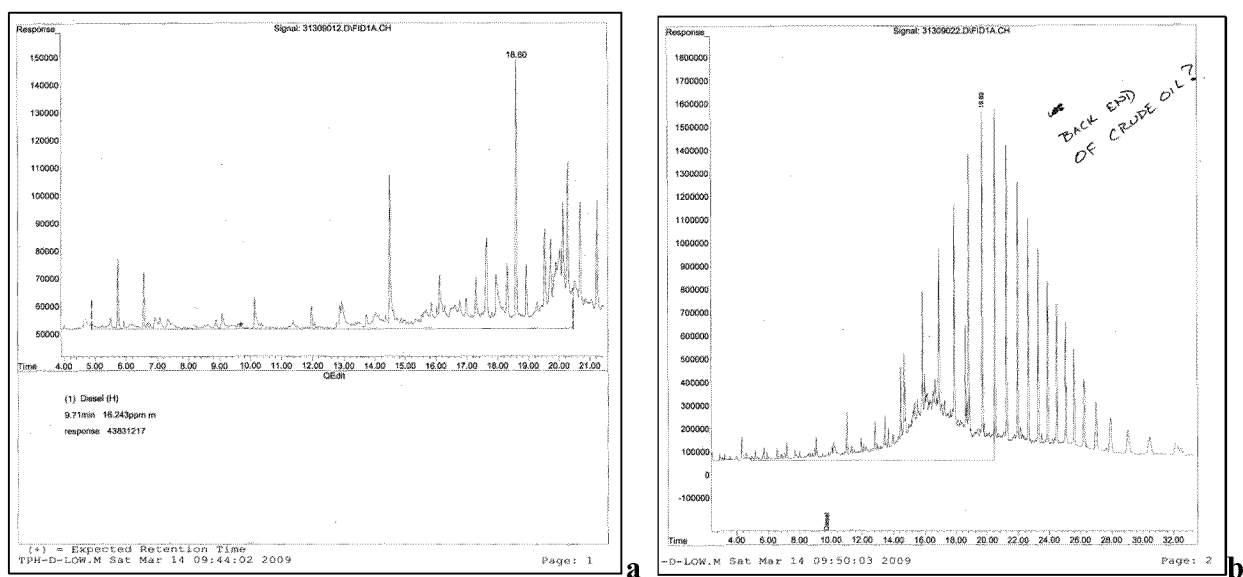 Signal: 31309012.D\FID1A.CH
Response_
150000
140000
130000
120000
110000
100000
90000
80000
70000
60000
50000
18.60
Time
4.00 5.00 6.00 7.00 8.00 9.00 10.00 11.00 12.00 13.00 14.00 15.00 16.00 17.00 18.00 19.00 20.00 21.00
QEdit
(1) Diesel (H)
9.71min 16.243ppm m
response 43831217
(+) = Expected Retention Time
TPH-D-LOW.M Sat Mar 14 09:44:02 2009 Page: 1
a
Signal: 31309022.D\FID1A.CH
Response_
1800000
1700000
1600000
1500000
1400000
1300000
1200000
1100000
1000000
900000
800000
700000
600000
500000
400000
300000
200000
100000
0
-100000
BACK END
OF CRUDE OIL?
Diesel
Time
4.00 6.00 8.00 10.00 12.00 14.00 16.00 18.00 20.00 22.00 24.00 26.00 28.00 30.00 32.00
-D-LOW.M Sat Mar 14 09:50:03 2009 Page: 2
b